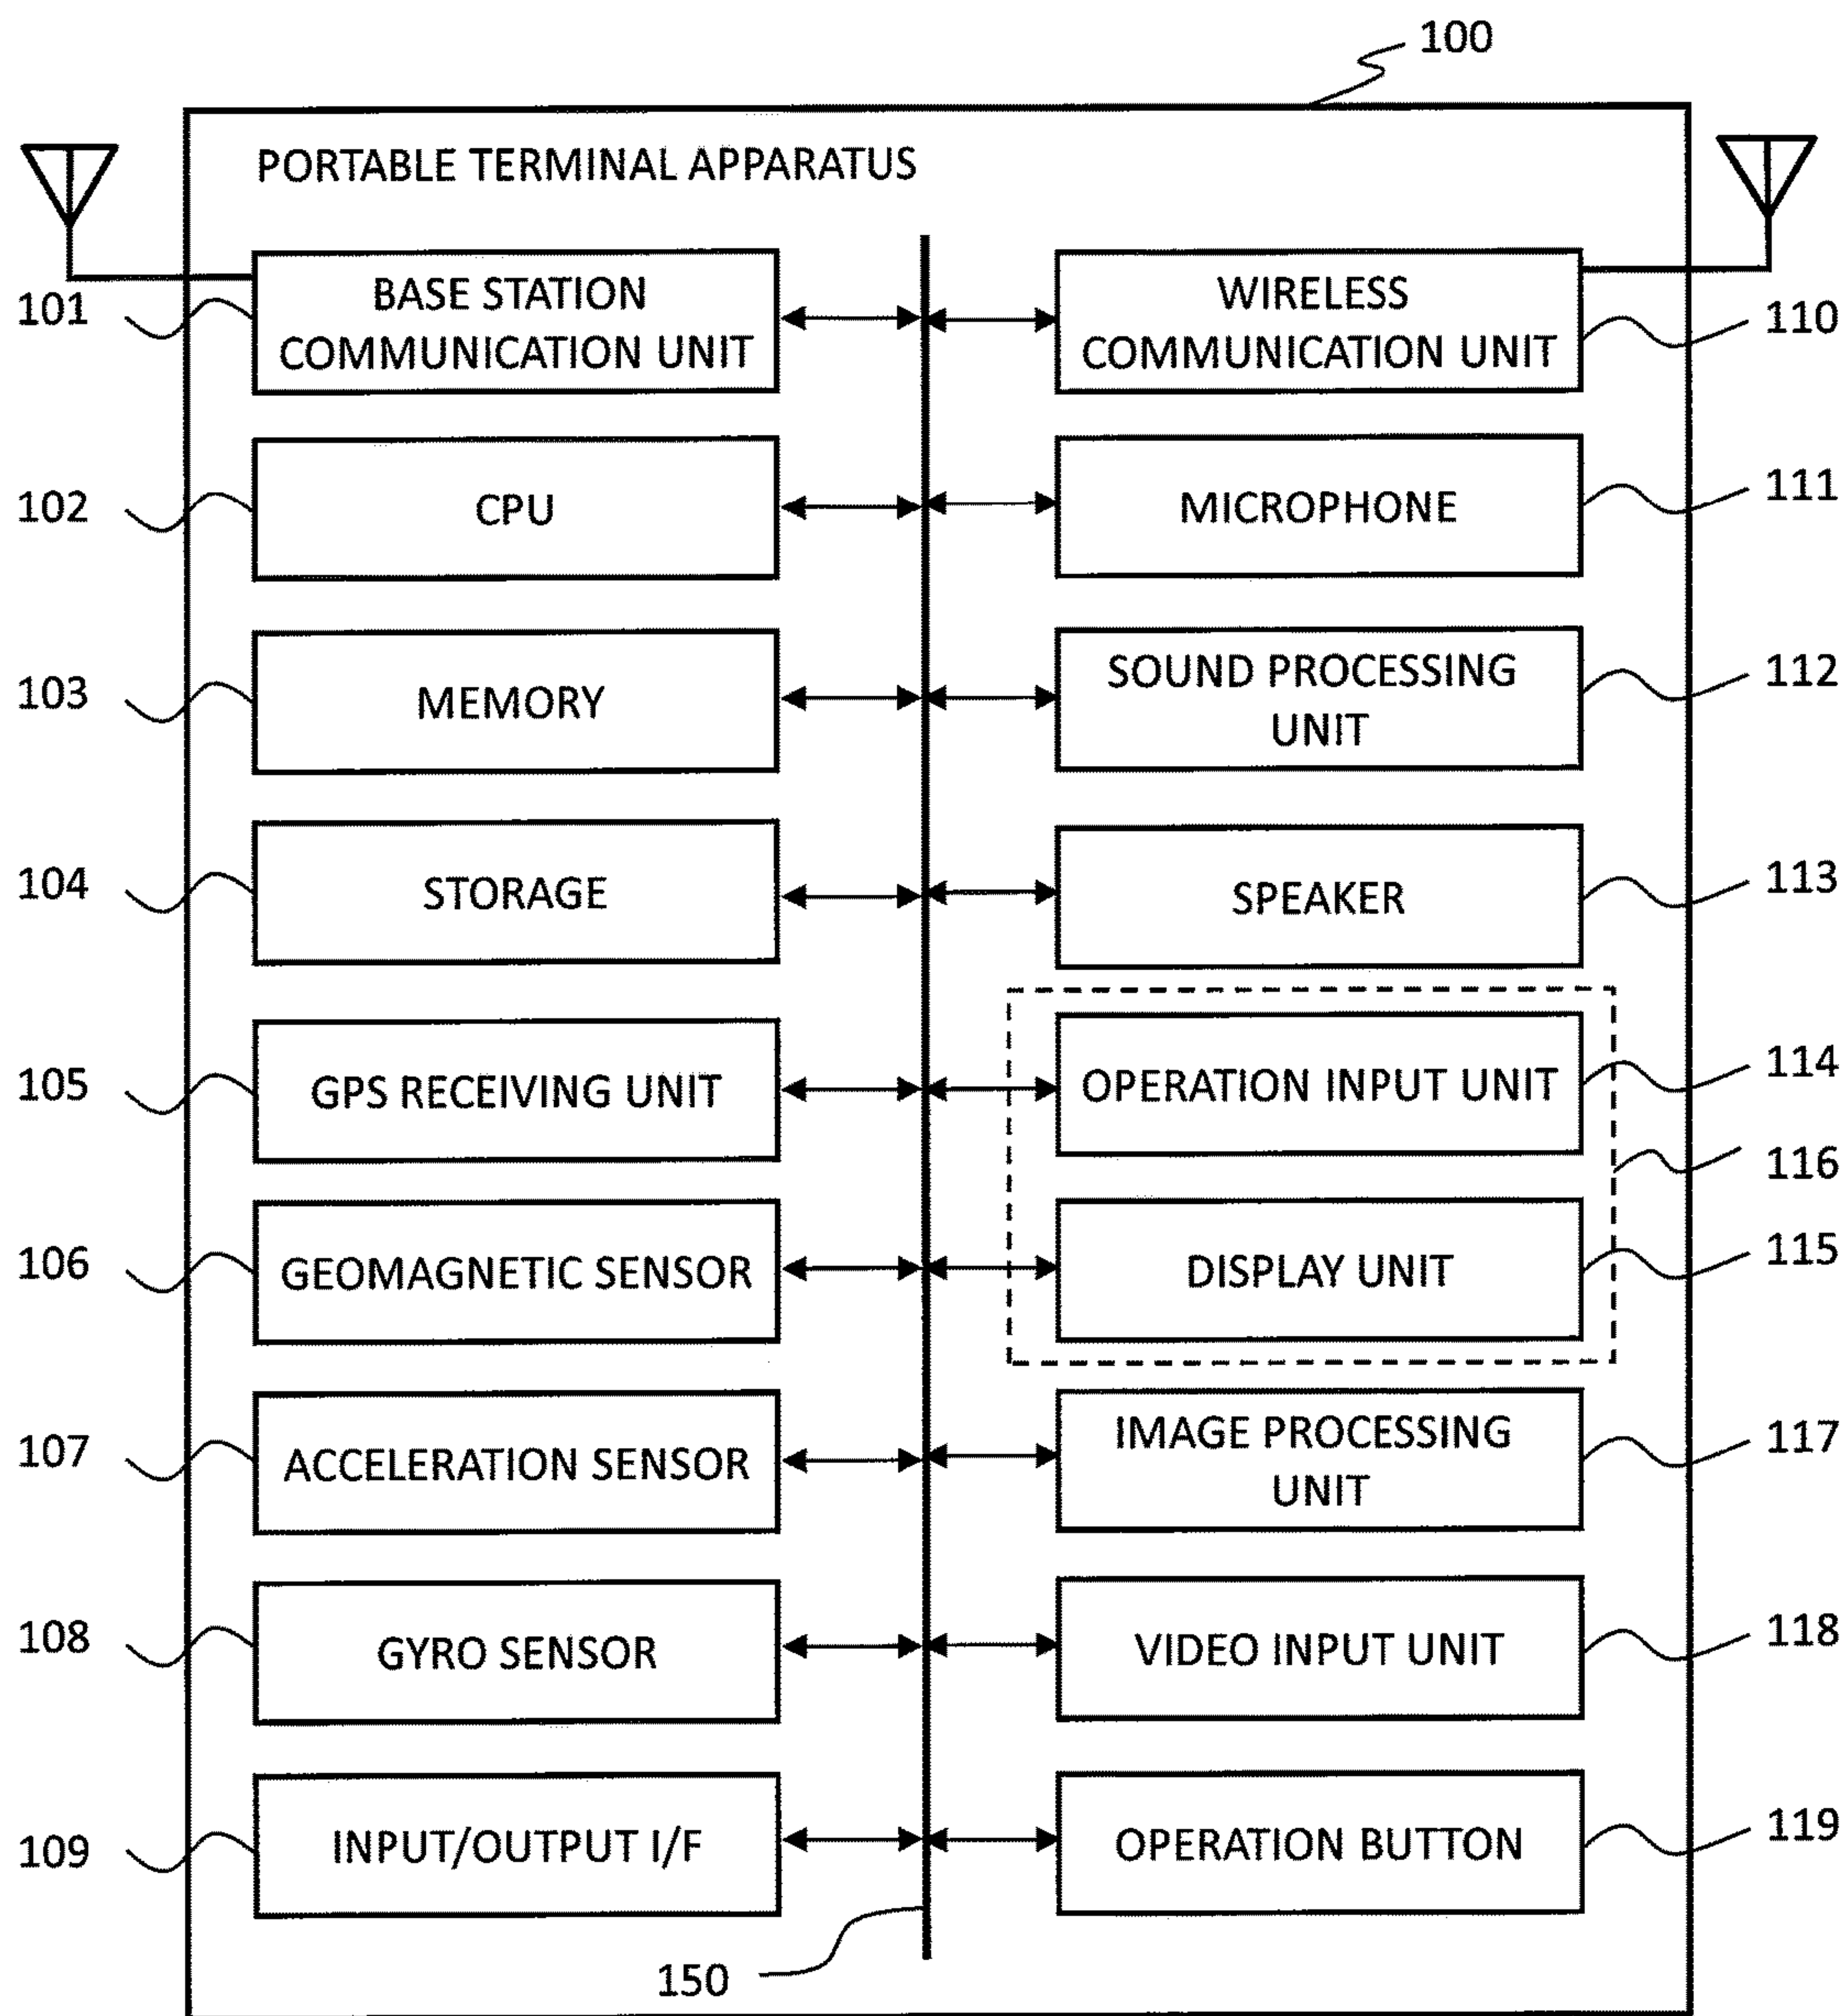 100
PORTABLE TERMINAL APPARATUS
101
BASE STATION
COMMUNICATION UNIT
WIRELESS
COMMUNICATION UNIT
110
102
CPU
MICROPHONE
111
103
MEMORY
SOUND PROCESSING
UNIT
112
104
STORAGE
SPEAKER
113
105
GPS RECEIVING UNIT
OPERATION INPUT UNIT
114
116
106
GEOMAGNETIC SENSOR
DISPLAY UNIT
115
107
ACCELERATION SENSOR
IMAGE PROCESSING
UNIT
117
108
GYRO SENSOR
VIDEO INPUT UNIT
118
109
INPUT/OUTPUT I/F
OPERATION BUTTON
119
150